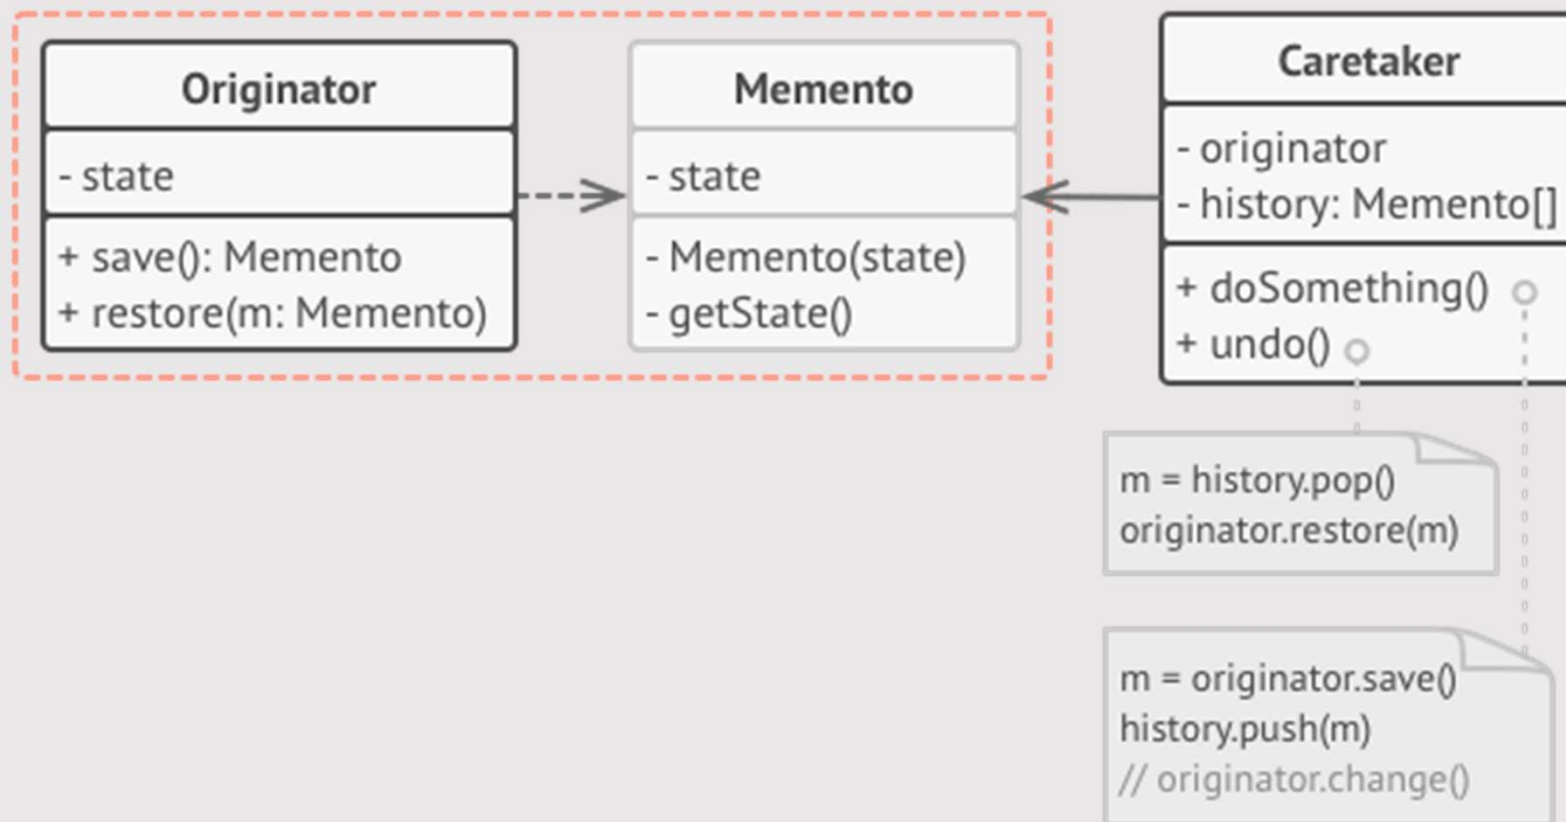 Originator
- state
+ save(): Memento
+ restore(m: Memento)
Memento
- state
- Memento(state)
- getState()
Caretaker
- originator
- history: Memento[]
+ doSomething()
+ undo()
m = history.pop()
originator.restore(m)
m = originator.save()
history.push(m)
// originator.change()